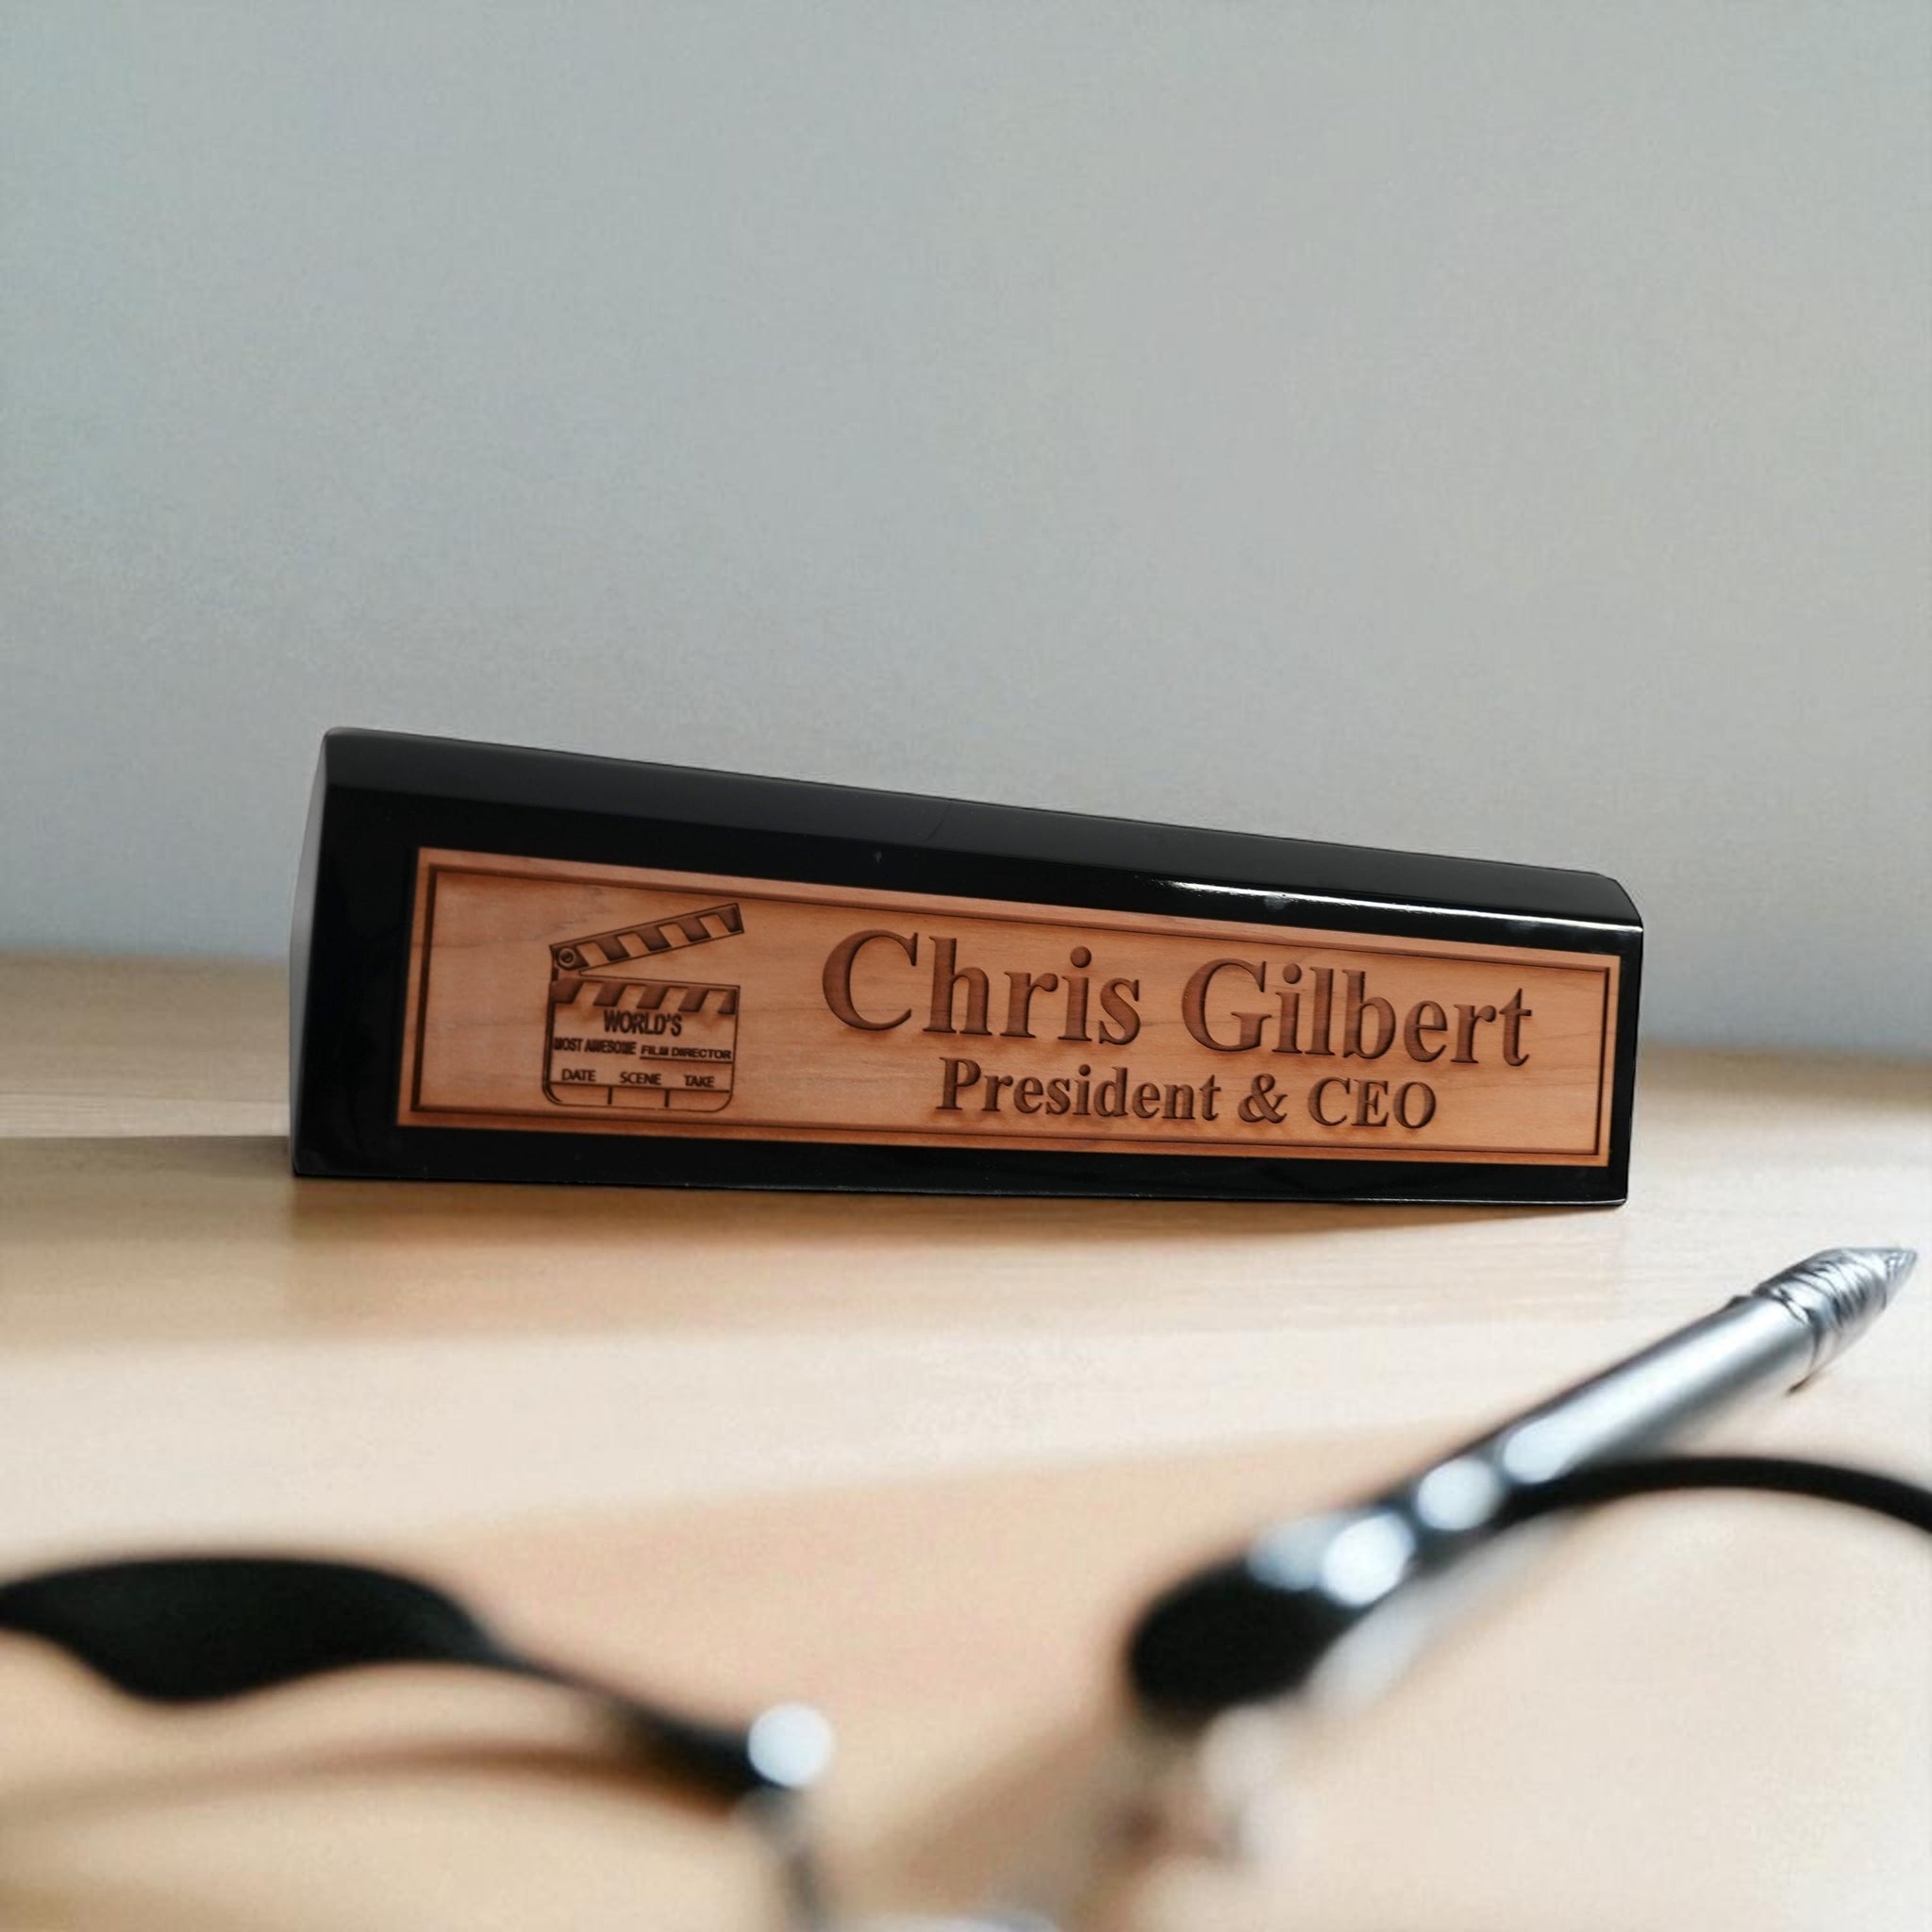 WORLD'S
MOST AWESOME FILM DIRECTOR
DATE SCENE TAKE
Chris Gilbert
President & CEO